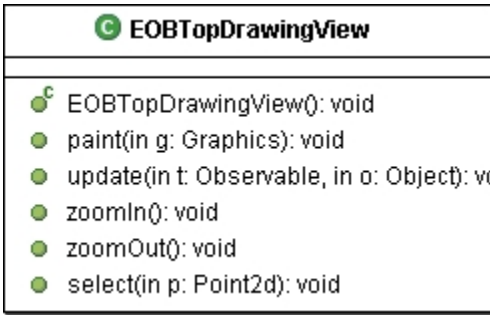 C EOBTopDrawingView
C EOBTopDrawingView(): void
paint(in g: Graphics): void
update(in t: Observable, in o: Object):
zoomIn(): void
zoomOut(): void
select(in p: Point2d): void